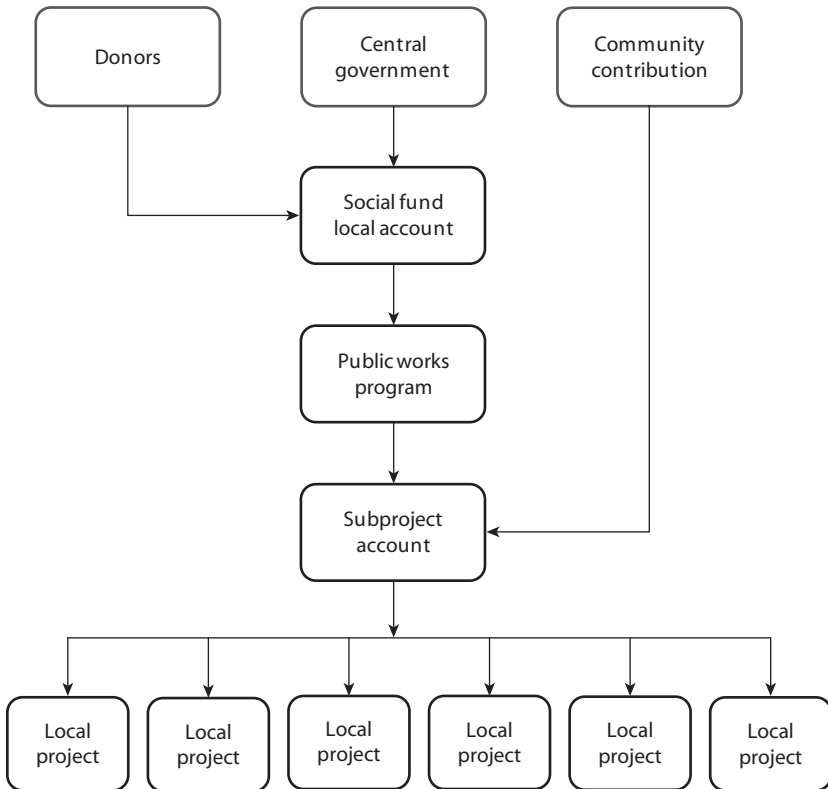 Donors
Central
government
Community
contribution
Social fund
local account
Public works
program
Subproject
account
Local
project
Local
project
Local
project
Local
project
Local
project
Local
project